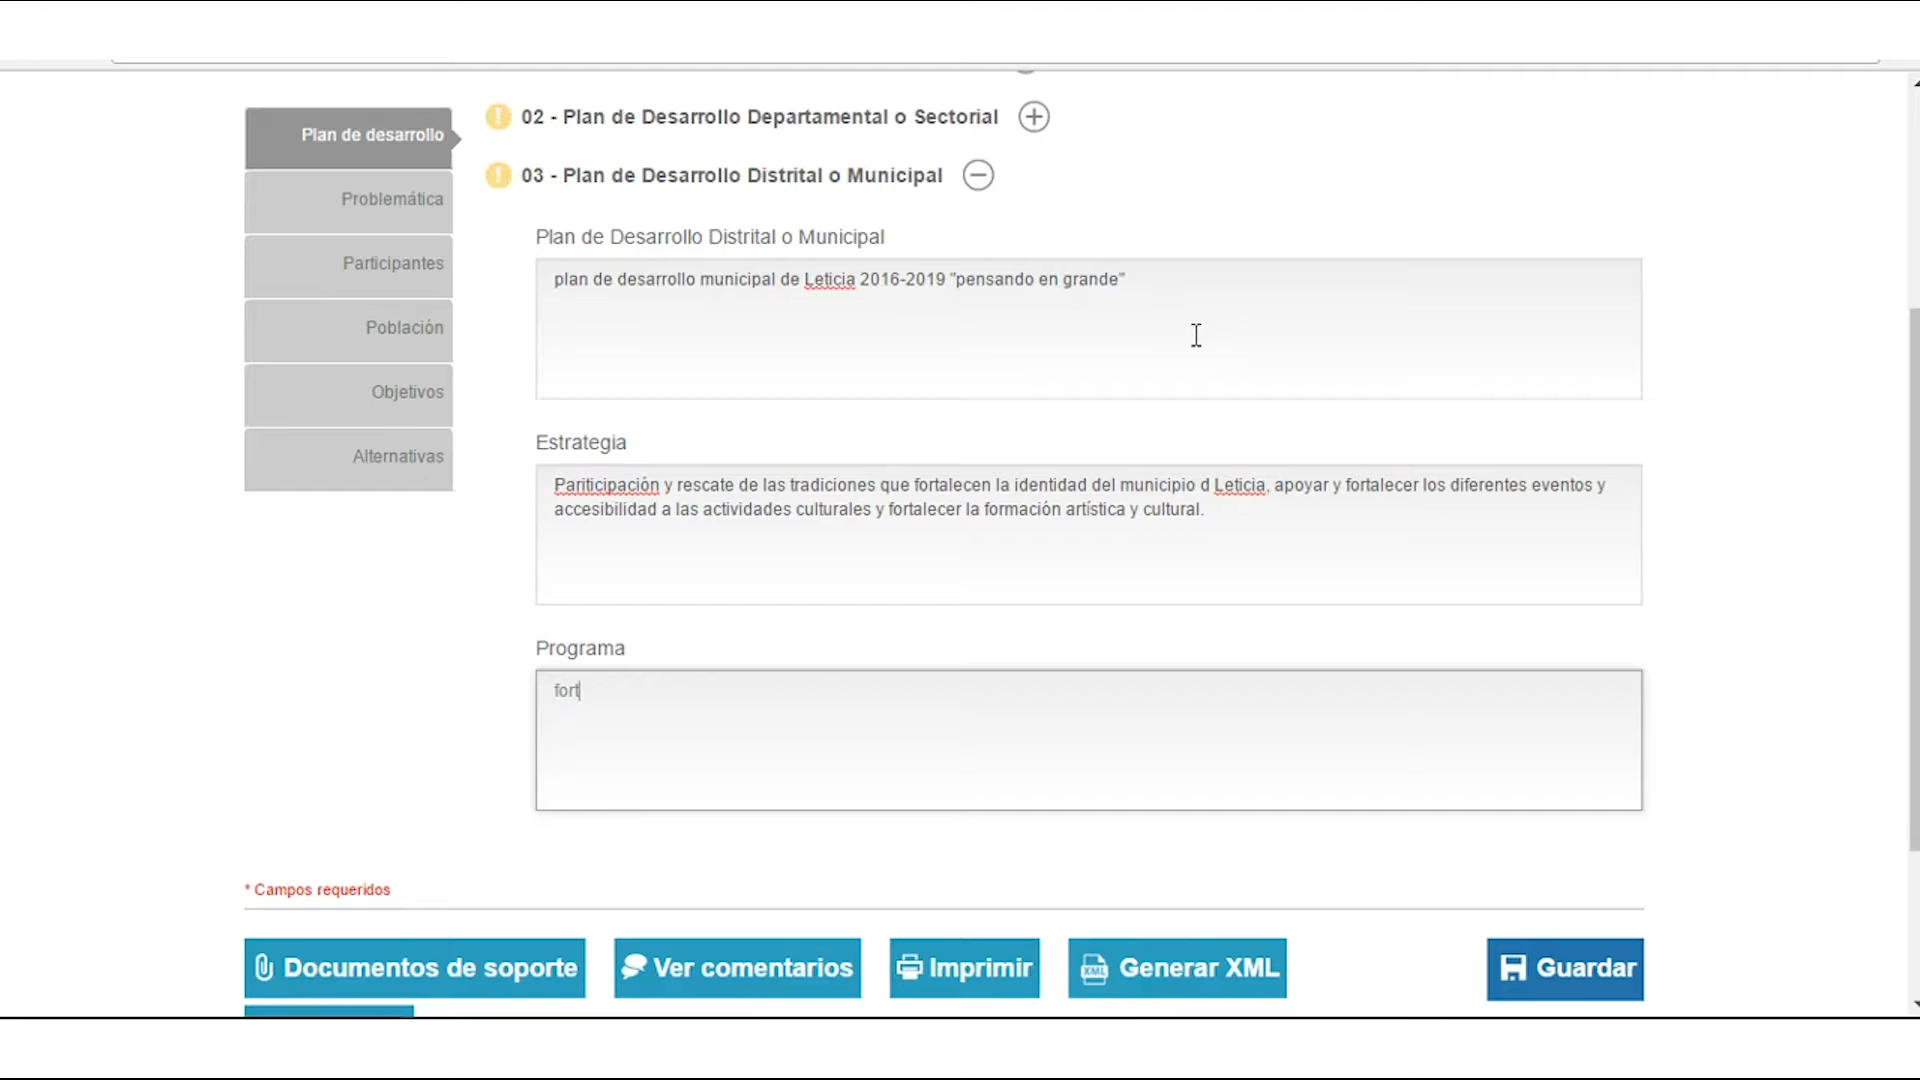 Plan de desarrollo
Problemática
Participantes
Población
Objetivos
Alternativas
02 - Plan de Desarrollo Departamental o Sectorial
03 - Plan de Desarrollo Distrital o Municipal
Plan de Desarrollo Distrital o Municipal
plan de desarrollo municipal de Leticia 2016-2019 "pensando en grande"
Estrategia
Pariticipación y rescate de las tradiciones que fortalecen la identidad del municipio d Leticia, apoyar y fortalecer los diferentes eventos y
accesibilidad a las actividades culturales y fortalecer la formación artística y cultural.
Programa
fort
* Campos requeridos
Documentos de soporte
Ver comentarios
Imprimir
XML Generar XML
Guardar